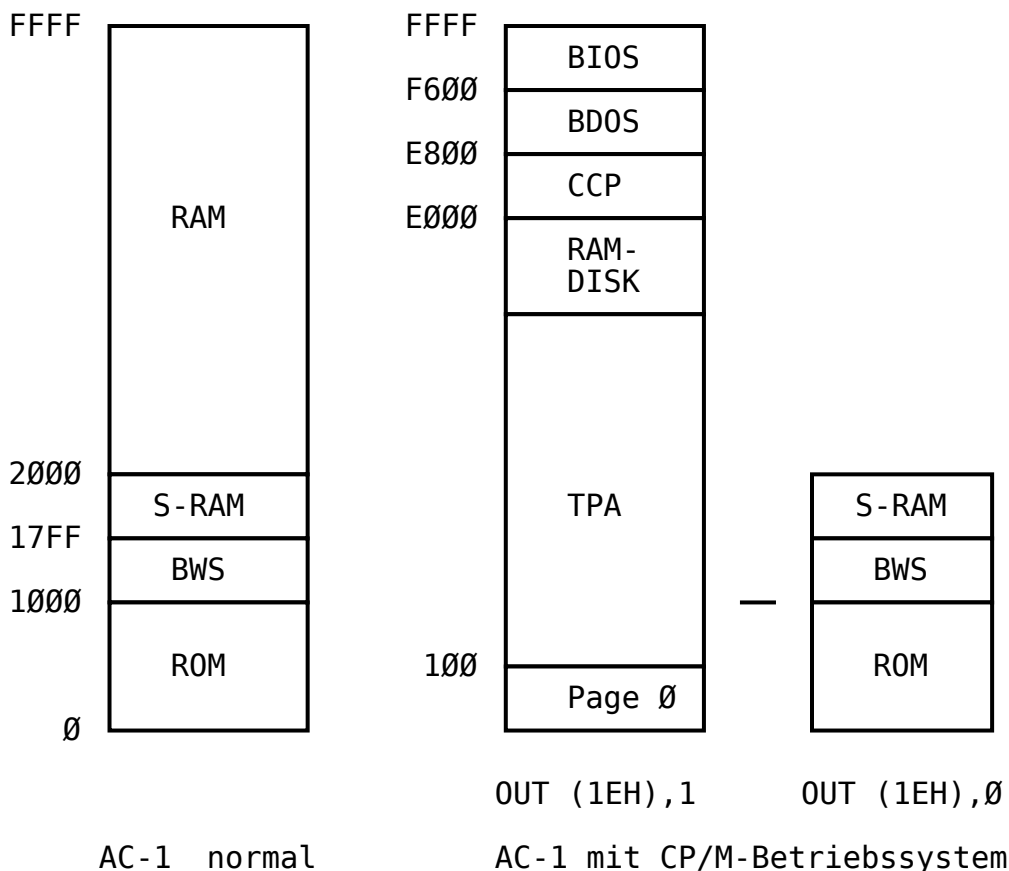 FFFF
RAM
2ØØØ
S-RAM
17FF
BWS
1ØØØ
ROM
Ø
AC-1 normal
FFFF
BIOS
F6ØØ
BDOS
E8ØØ
CCP
EØØØ
RAM-
DISK
TPA
1ØØ
Page Ø
OUT (1EH),1
S-RAM
BWS
ROM
OUT (1EH),Ø
AC-1 mit CP/M-Betriebssystem